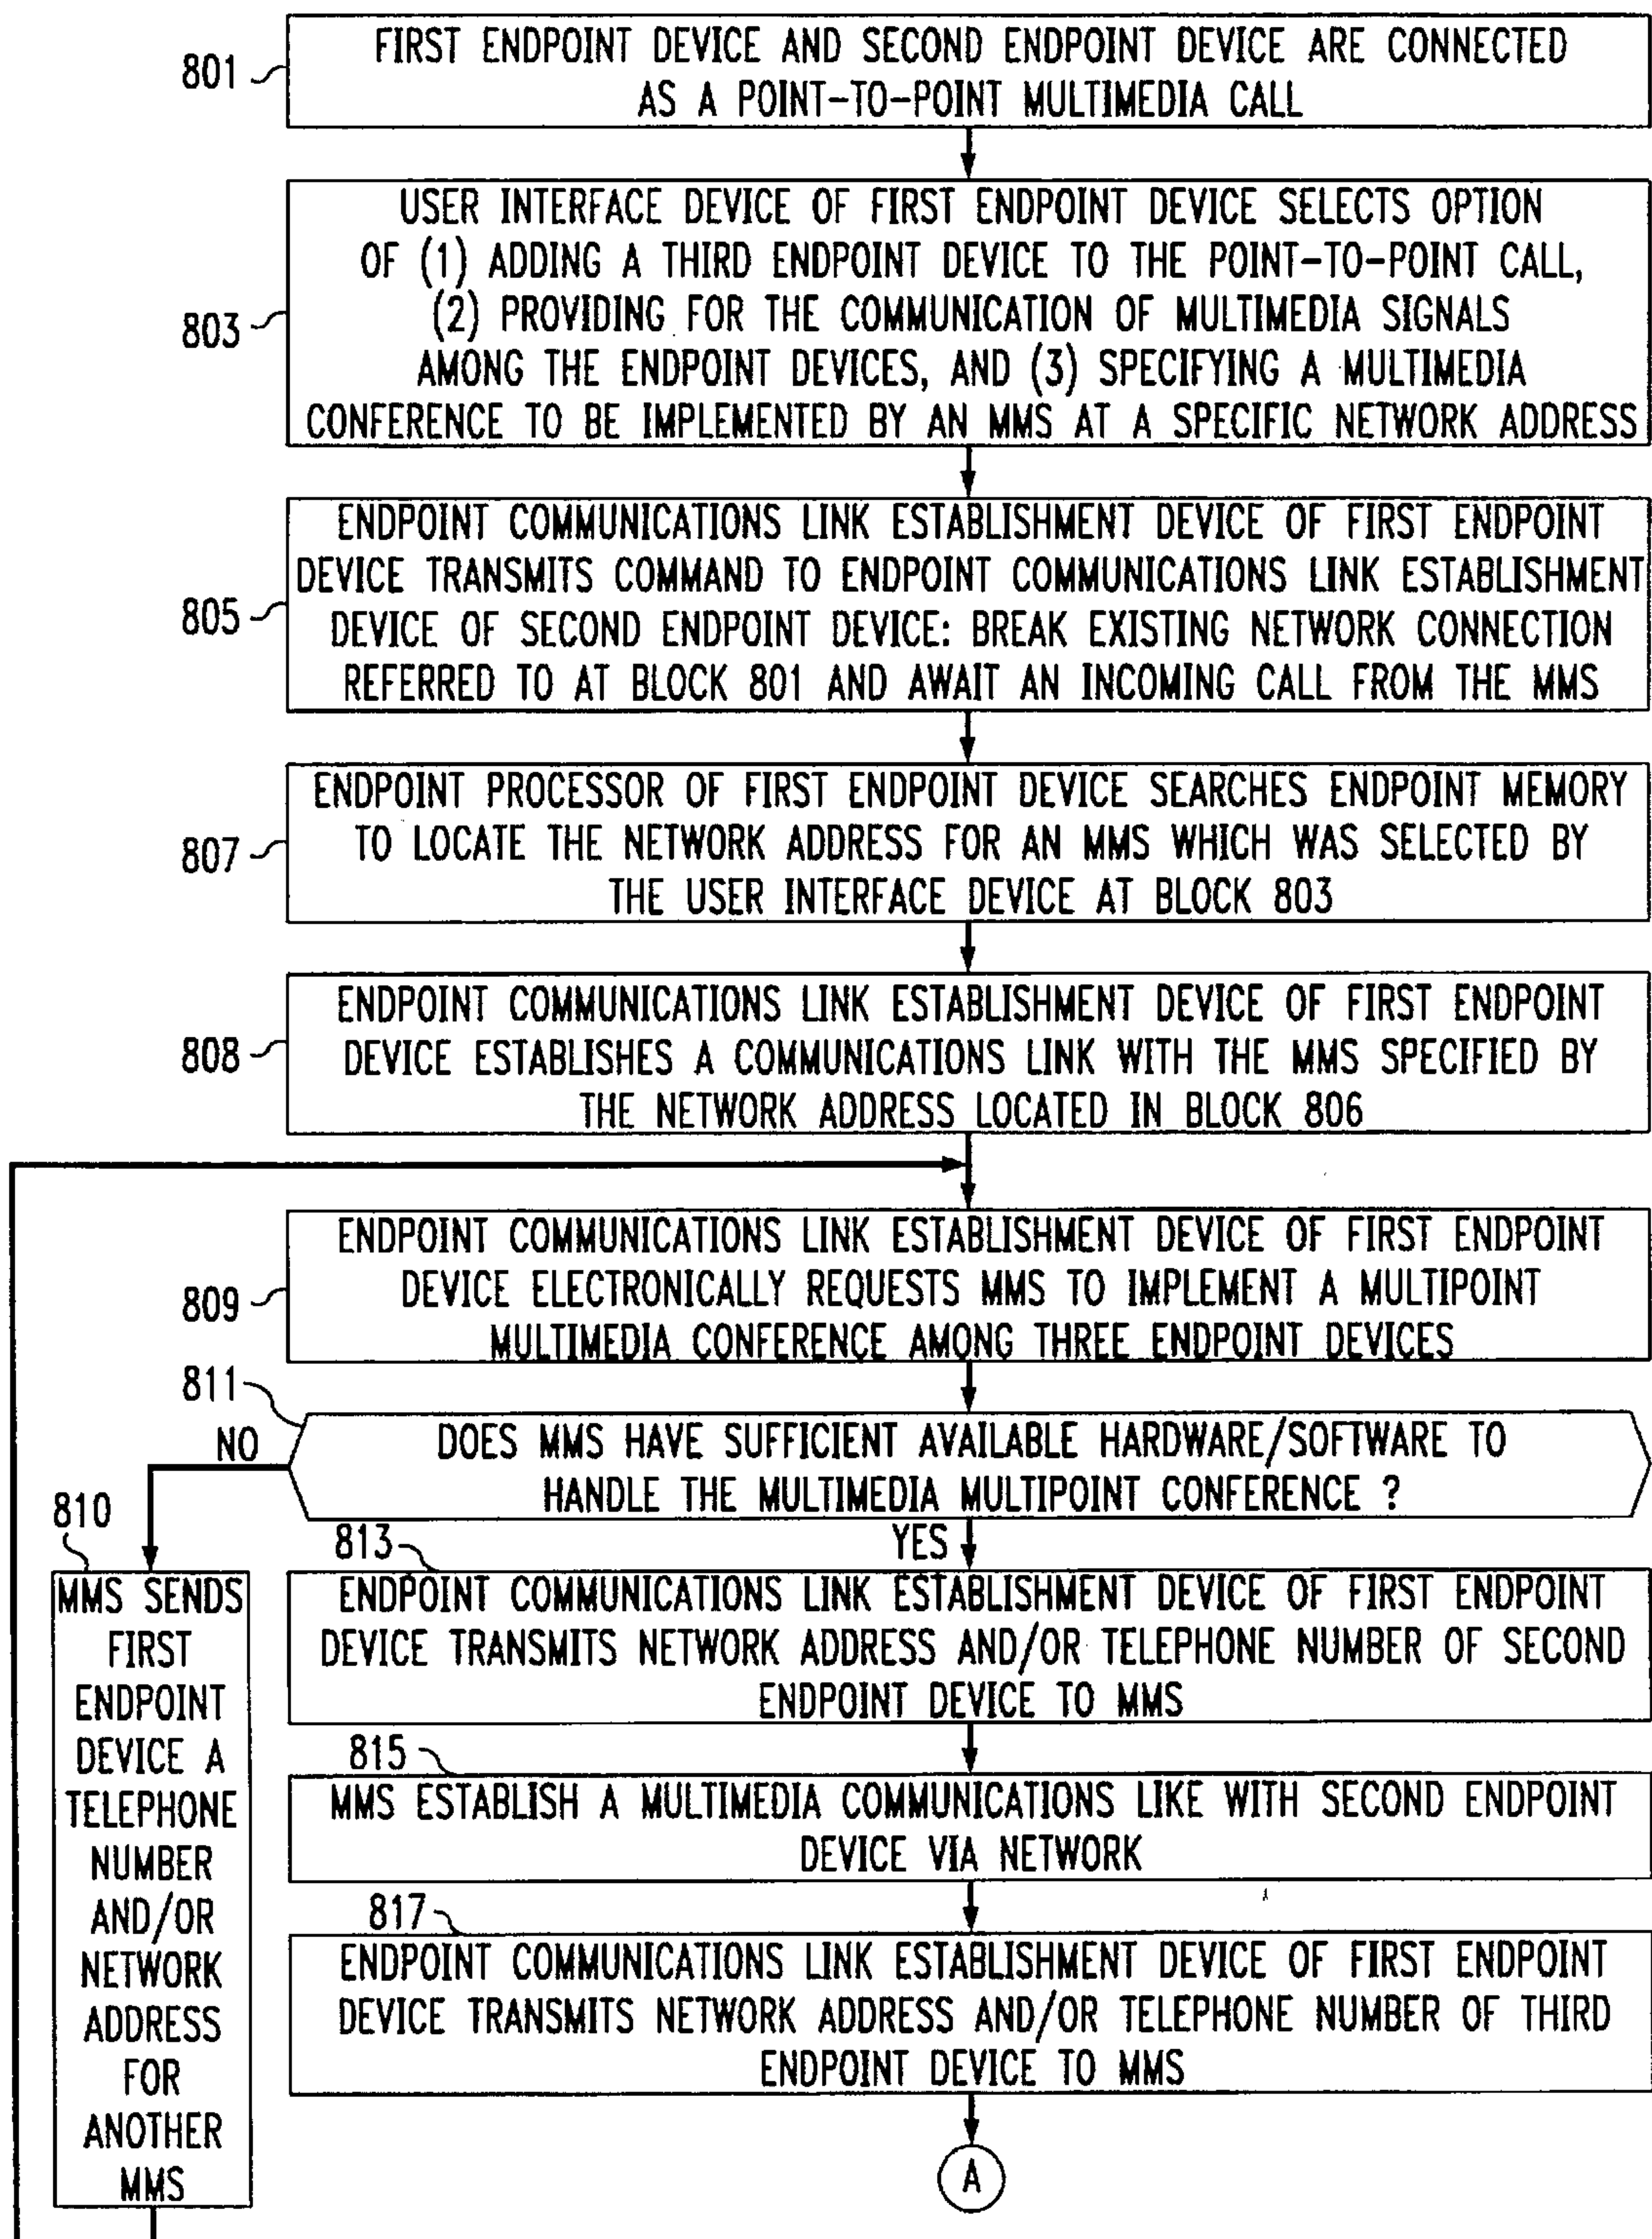 801
FIRST ENDPOINT DEVICE AND SECOND ENDPOINT DEVICE ARE CONNECTED
AS A POINT-TO-POINT MULTIMEDIA CALL
803
USER INTERFACE DEVICE OF FIRST ENDPOINT DEVICE SELECTS OPTION
OF (1) ADDING A THIRD ENDPOINT DEVICE TO THE POINT-TO-POINT CALL,
(2) PROVIDING FOR THE COMMUNICATION OF MULTIMEDIA SIGNALS
AMONG THE ENDPOINT DEVICES, AND (3) SPECIFYING A MULTIMEDIA
CONFERENCE TO BE IMPLEMENTED BY AN MMS AT A SPECIFIC NETWORK ADDRESS
805
ENDPOINT COMMUNICATIONS LINK ESTABLISHMENT DEVICE OF FIRST ENDPOINT
DEVICE TRANSMITS COMMAND TO ENDPOINT COMMUNICATIONS LINK ESTABLISHMENT
DEVICE OF SECOND ENDPOINT DEVICE: BREAK EXISTING NETWORK CONNECTION
REFERRED TO AT BLOCK 801 AND AWAIT AN INCOMING CALL FROM THE MMS
807
ENDPOINT PROCESSOR OF FIRST ENDPOINT DEVICE SEARCHES ENDPOINT MEMORY
TO LOCATE THE NETWORK ADDRESS FOR AN MMS WHICH WAS SELECTED BY
THE USER INTERFACE DEVICE AT BLOCK 803
808
ENDPOINT COMMUNICATIONS LINK ESTABLISHMENT DEVICE OF FIRST ENDPOINT
DEVICE ESTABLISHES A COMMUNICATIONS LINK WITH THE MMS SPECIFIED BY
THE NETWORK ADDRESS LOCATED IN BLOCK 806
809
ENDPOINT COMMUNICATIONS LINK ESTABLISHMENT DEVICE OF FIRST ENDPOINT
DEVICE ELECTRONICALLY REQUESTS MMS TO IMPLEMENT A MULTIPOINT
MULTIMEDIA CONFERENCE AMONG THREE ENDPOINT DEVICES
811
DOES MMS HAVE SUFFICIENT AVAILABLE HARDWARE/SOFTWARE TO
HANDLE THE MULTIMEDIA MULTIPOINT CONFERENCE ?
NO
YES
810
MMS SENDS
FIRST
ENDPOINT
DEVICE A
TELEPHONE
NUMBER
AND/OR
NETWORK
ADDRESS
FOR
ANOTHER
MMS
813
ENDPOINT COMMUNICATIONS LINK ESTABLISHMENT DEVICE OF FIRST ENDPOINT
DEVICE TRANSMITS NETWORK ADDRESS AND/OR TELEPHONE NUMBER OF SECOND
ENDPOINT DEVICE TO MMS
815
MMS ESTABLISH A MULTIMEDIA COMMUNICATIONS LIKE WITH SECOND ENDPOINT
DEVICE VIA NETWORK
817
ENDPOINT COMMUNICATIONS LINK ESTABLISHMENT DEVICE OF FIRST ENDPOINT
DEVICE TRANSMITS NETWORK ADDRESS AND/OR TELEPHONE NUMBER OF THIRD
ENDPOINT DEVICE TO MMS
A